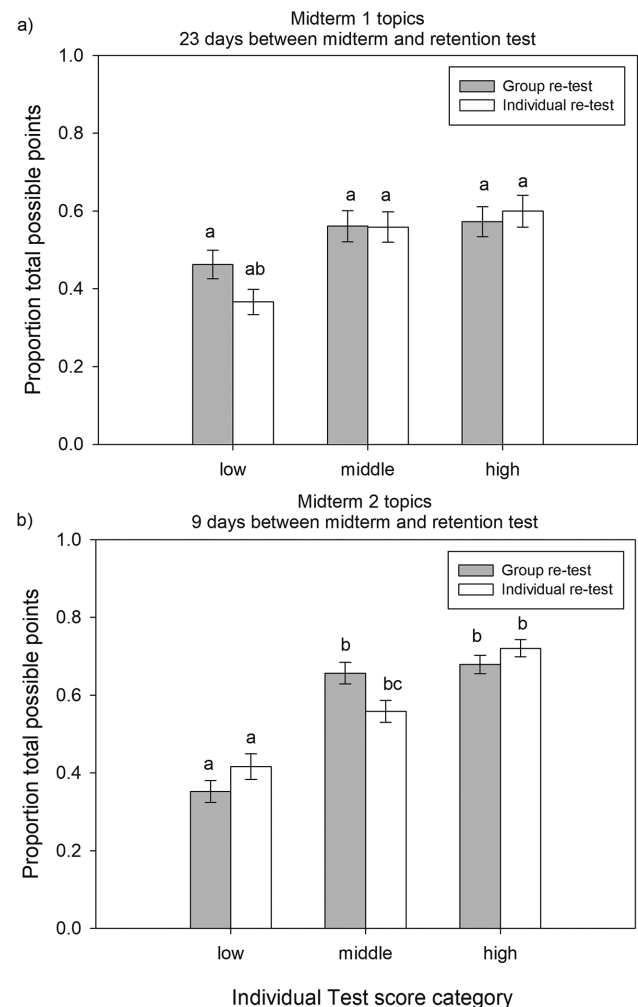 a)
Midterm 1 topics
23 days between midterm and retention test
Proportion total possible points
1.0
0.8
0.6
0.4
0.2
0.0
Group re-test
Individual re-test
a
ab
a
a
a
a
low
middle
high
b)
Midterm 2 topics
9 days between midterm and retention test
Proportion total possible points
1.0
0.8
0.6
0.4
0.2
0.0
Group re-test
Individual re-test
a
a
b
bc
b
b
low
middle
high
Individual Test score category